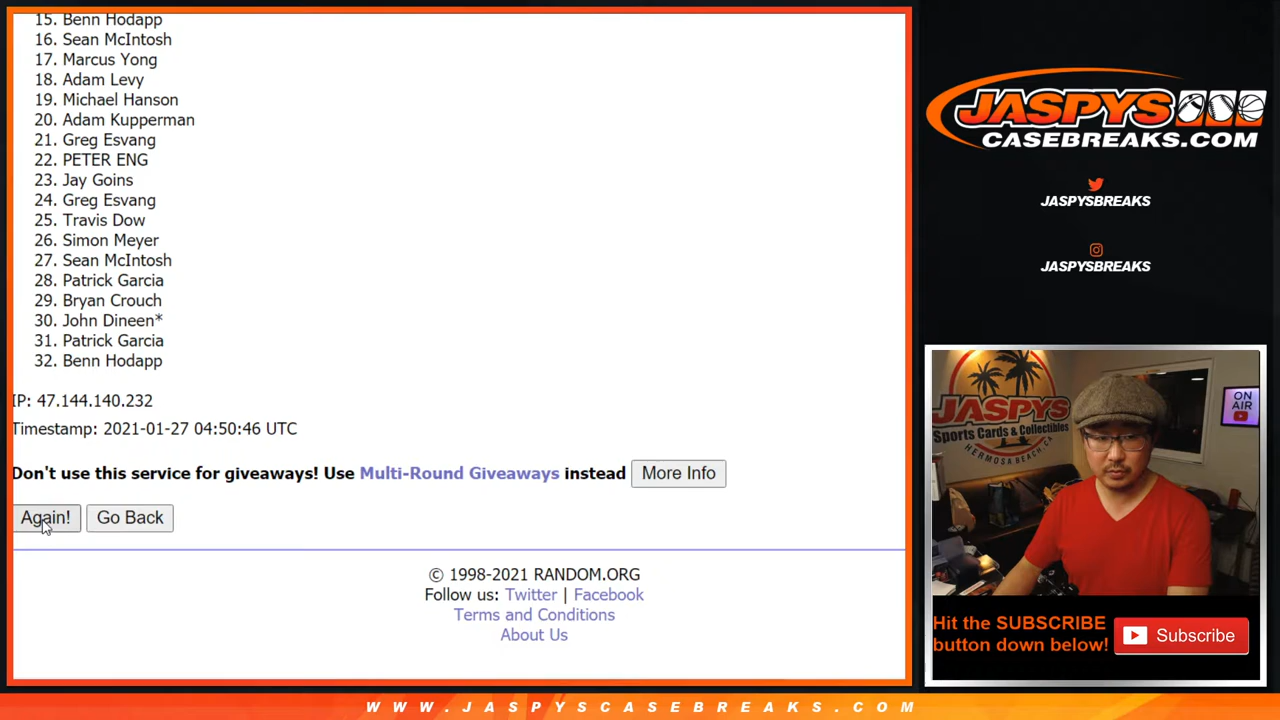 15. Benn Hodapp
16. Sean McIntosh
17. Marcus Yong
18. Adam Levy
19. Michael Hanson
20. Adam Kupperman
21. Greg Esvang
22. PETER ENG
23. Jay Goins
24. Greg Esvang
25. Travis Dow
26. Simon Meyer
27. Sean McIntosh
28. Patrick Garcia
29. Bryan Crouch
30. John Dineen*
31. Patrick Garcia
32. Benn Hodapp
IP: 47.144.140.232
Timestamp: 2021-01-27 04:50:46 UTC
Don't use this service for giveaways! Use Multi-Round Giveaways instead More Info
Again! Go Back
© 1998-2021 RANDOM.ORG
Follow us: Twitter | Facebook
Terms and Conditions
About Us
JASPYS
CASEBREAKS.COM
JASPYSBREAKS
JASPYSBREAKS
JASPYS
Sports Cards & Collectibles
HERMOSA BEACH, CA
ON
AIR
Hit the SUBSCRIBE
button down below!
Subscribe
WWW.JASPYSCASEBREAKS.COM